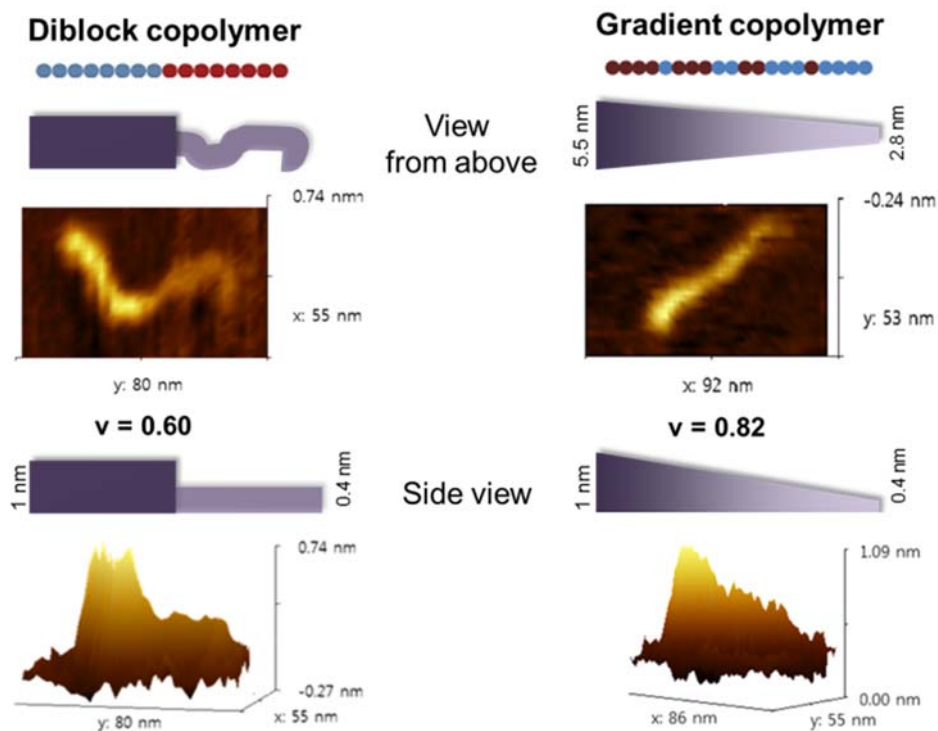 Diblock copolymer
Gradient copolymer
View
from above
5.5 nm
2.8 nm
0.74 nm
x: 55 nm
y: 80 nm
-0.24 nm
y: 53 nm
x: 92 nm
v = 0.60
v = 0.82
1 nm
0.4 nm
Side view
1 nm
0.4 nm
0.74 nm
-0.27 nm
x: 55 nm
y: 80 nm
1.09 nm
0.00 nm
x: 86 nm
y: 55 nm